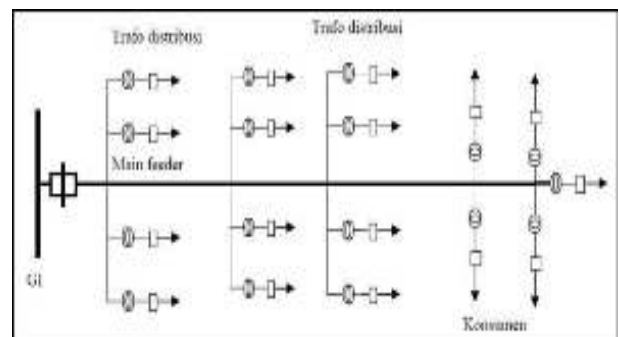 Trafo distribusi
Trafo distribusi
Main feeder
GI
Konsumen